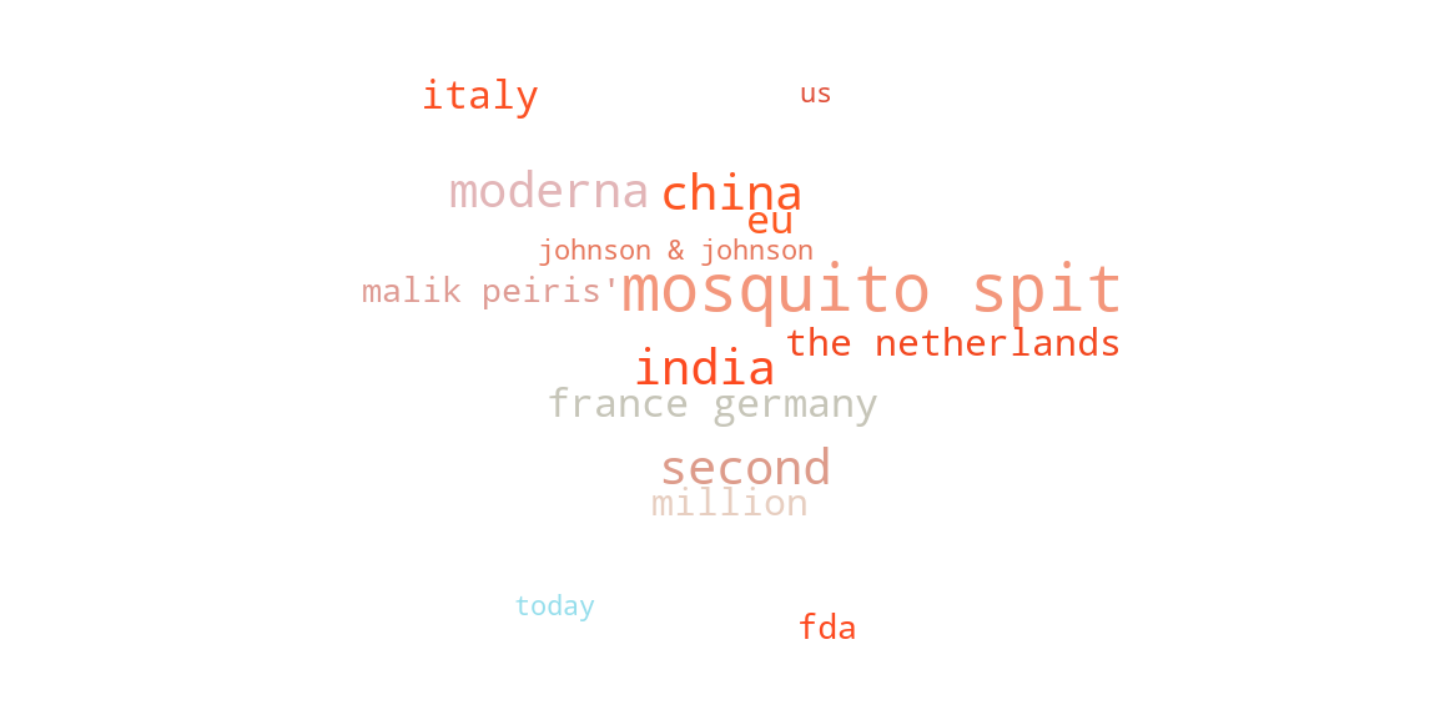 italy
us
moderna
china
eu
johnson & johnson
malik peiris'
mosquito spit
the netherlands
india
france germany
second
million
today
fda